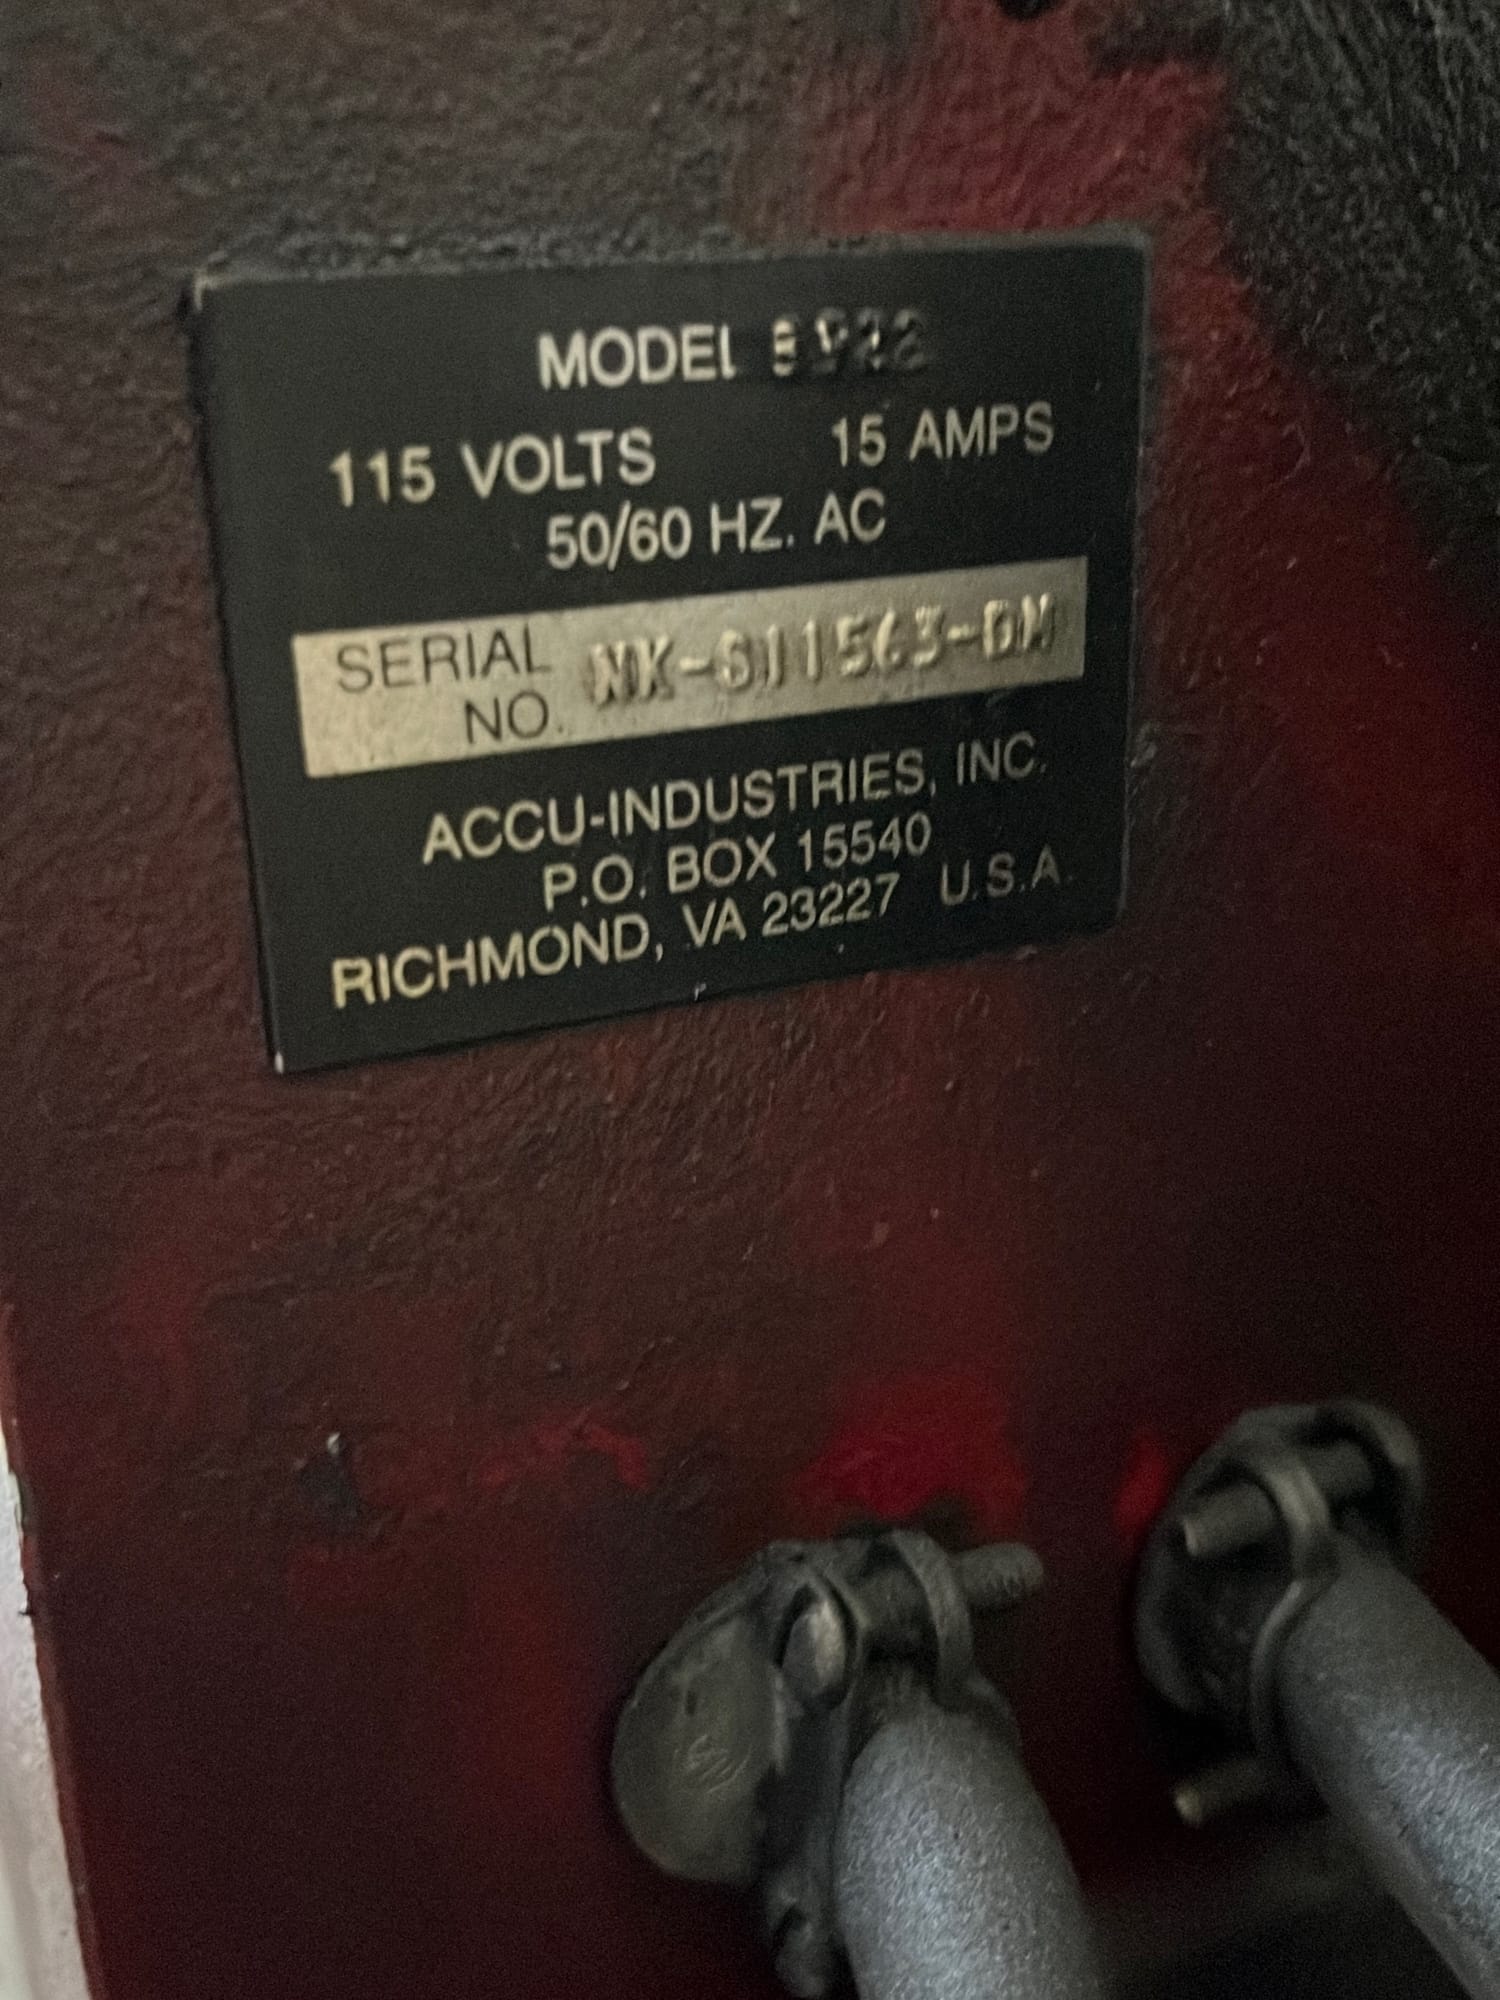 MODEL
115 VOLTS 15 AMPS
50/60 HZ. AC
SERIAL
NO.
ACCU-INDUSTRIES, INC.
P.O. BOX 15540
RICHMOND, VA 23227 U.S.A.